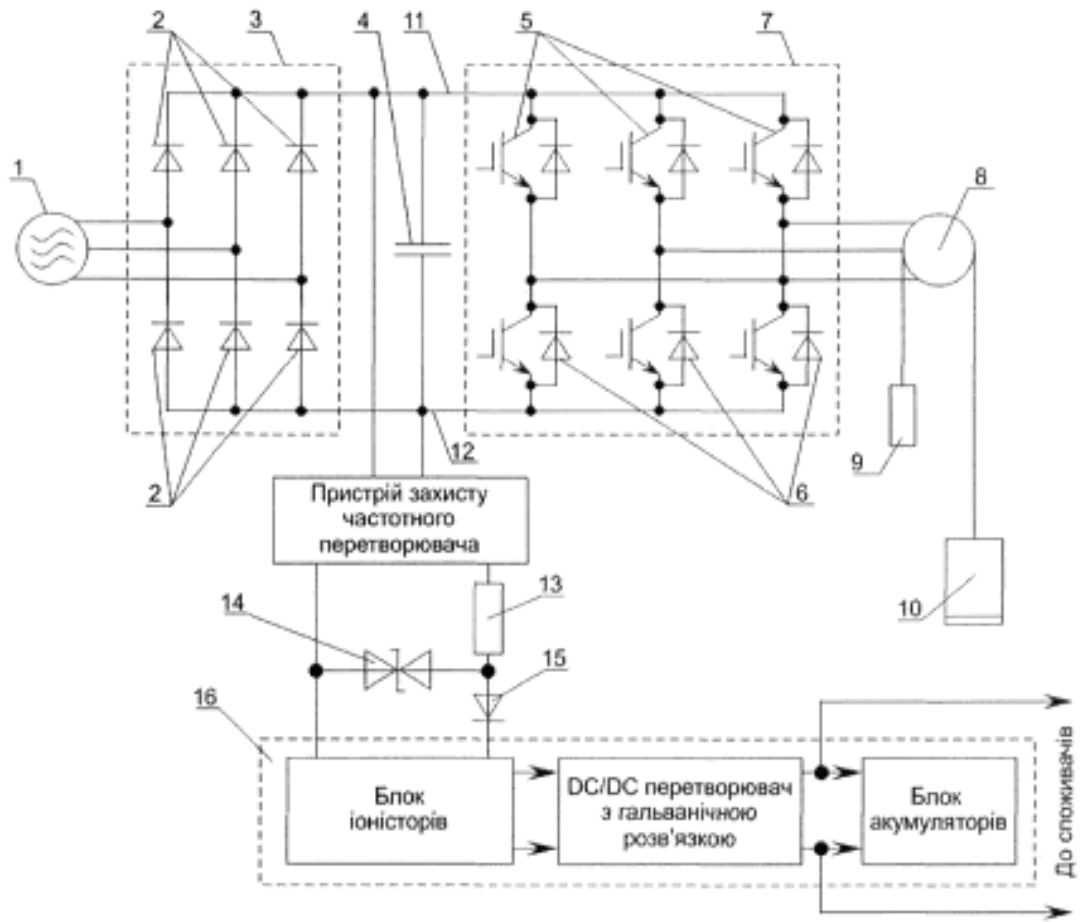 2
3
4
11
5
7
1
8
12
9
2
6
Пристрій захисту
частотного
перетворювача
10
13
14
15
16
Блок
іоністорів
DC/DC перетворювач
з гальванічною
розв'язкою
Блок
акумуляторів
До споживачів